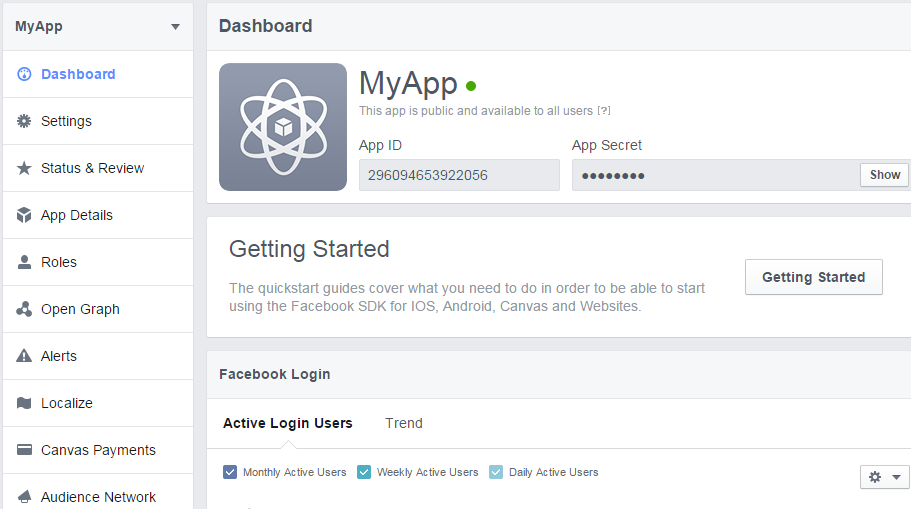 MyApp
Dashboard
Settings
Status & Review
App Details
Roles
Open Graph
Alerts
Localize
Canvas Payments
Audience Network
Dashboard
MyApp
This app is public and available to all users [?]
App ID
App Secret
296094653922056
●●●●●●●●
Show
Getting Started
The quickstart guides cover what you need to do in order to be able to start
using the Facebook SDK for IOS, Android, Canvas and Websites.
Getting Started
Facebook Login
Active Login Users
Trend
Monthly Active Users
Weekly Active Users
Daily Active Users